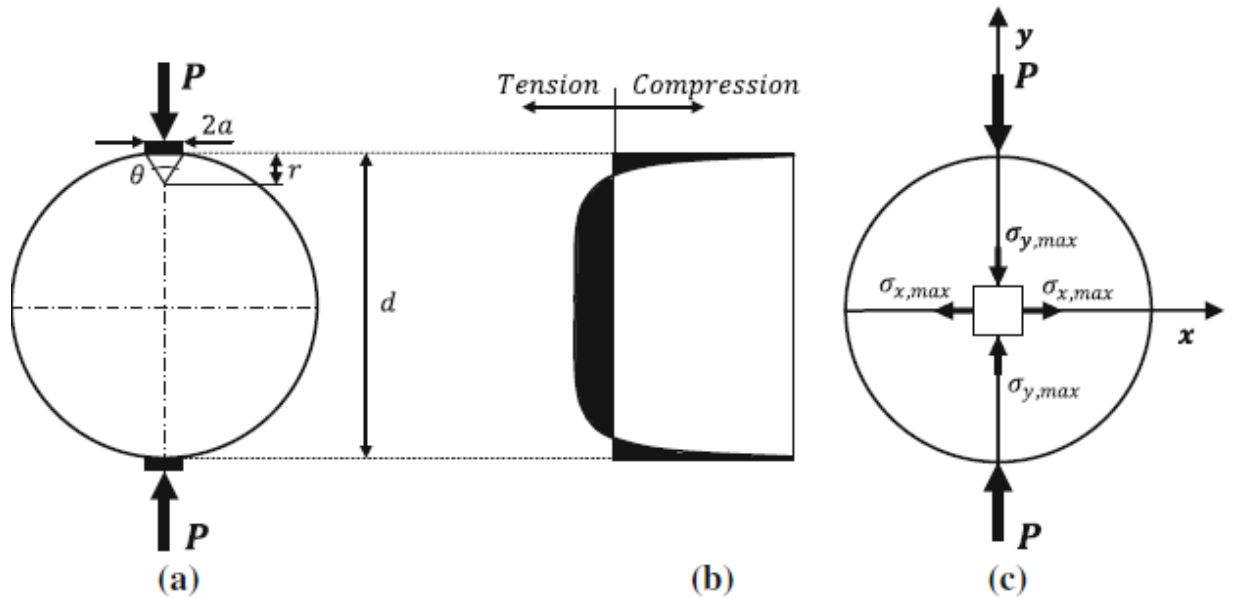 P
2a
θ
r
d
P
(a)
Tension Compression
(b)
y
P
σy,max
σx,max σx,max
x
σy,max
P
(c)